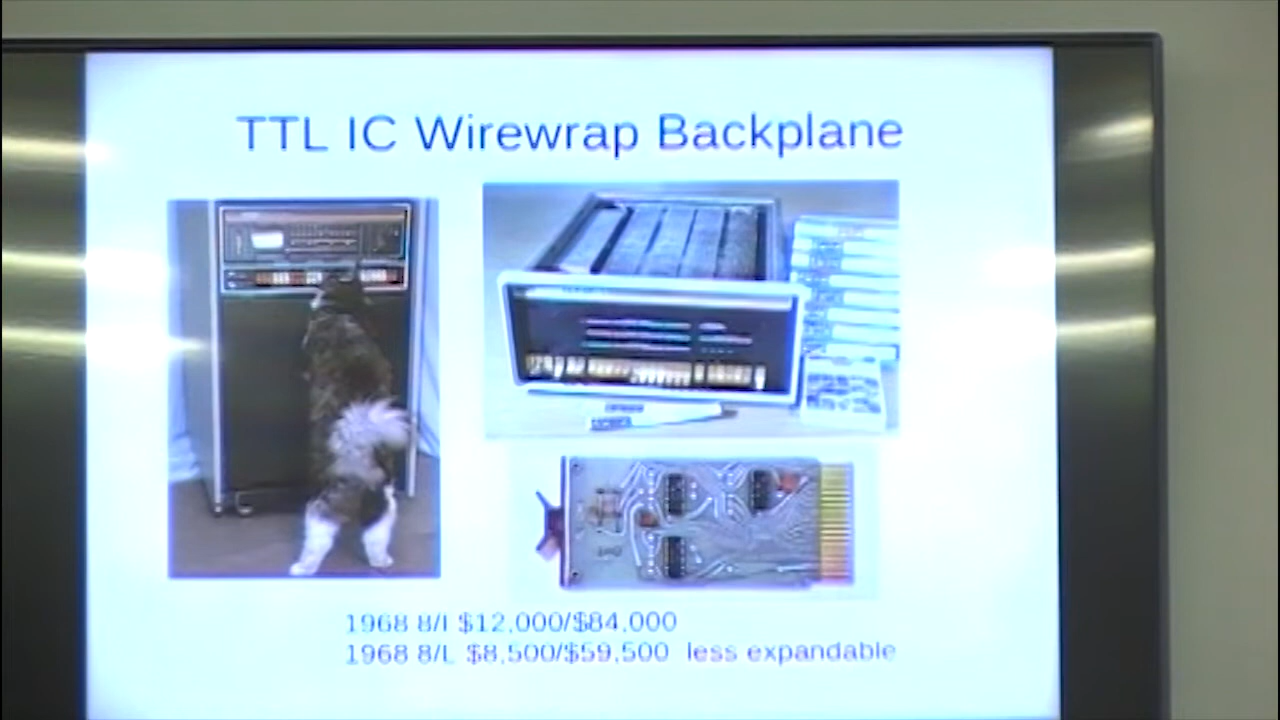 TTL IC Wirewrap Backplane
1968 8/I $12,000/$84,000
1968 8/L $8,500/$59,500 less expandable